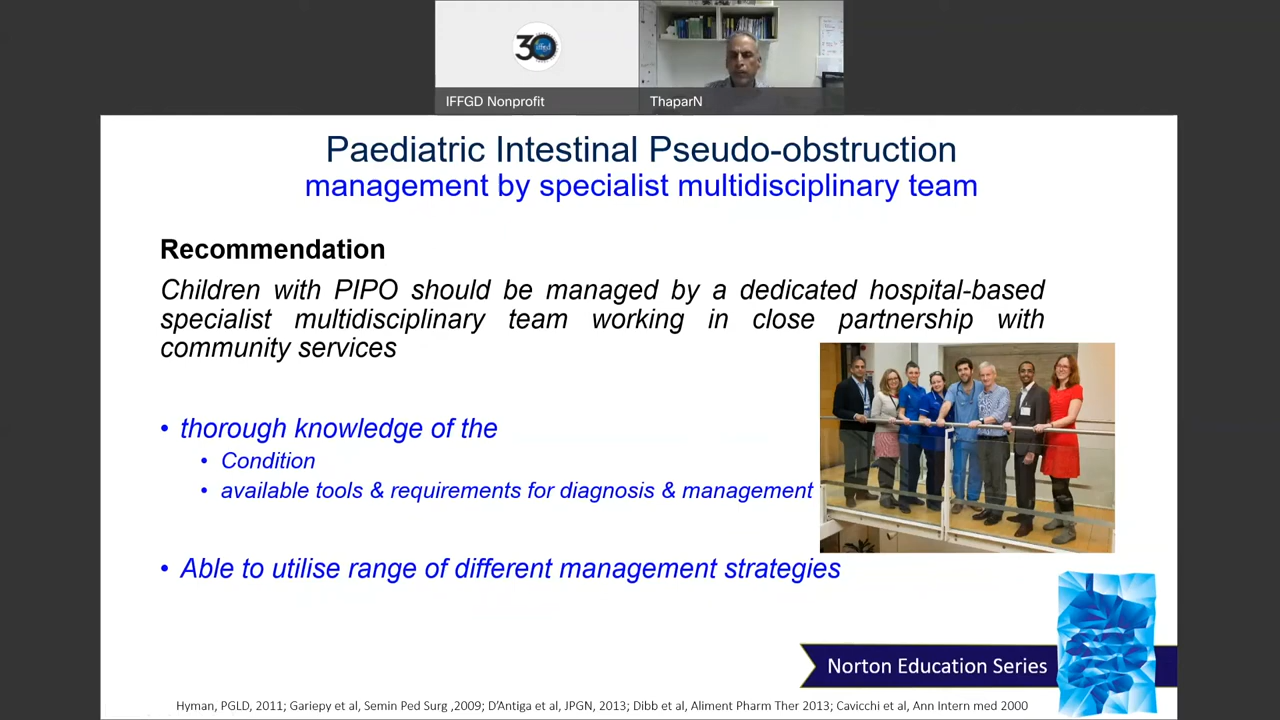 30
iffgd
IFFGD Nonprofit
ThaparN
Paediatric Intestinal Pseudo-obstruction
management by specialist multidisciplinary team
Recommendation
Children with PIPO should be managed by a dedicated hospital-based
specialist multidisciplinary team working in close partnership with
community services
• thorough knowledge of the
• Condition
• available tools & requirements for diagnosis & management
• Able to utilise range of different management strategies
Norton Education Series
Hyman, PGLD, 2011; Gariepy et al, Semin Ped Surg ,2009; D'Antiga et al, JPGN, 2013; Dibb et al, Aliment Pharm Ther 2013; Cavicchi et al, Ann Intern med 2000